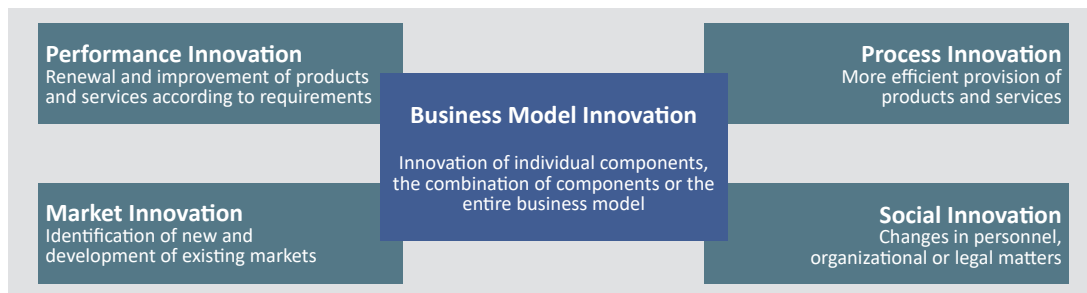 Performance Innovation
Renewal and improvement of products
and services according to requirements
Process Innovation
More efficient provision of
products and services
Business Model Innovation
Innovation of individual components,
the combination of components or the
entire business model
Market Innovation
Identification of new and
development of existing markets
Social Innovation
Changes in personnel,
organizational or legal matters